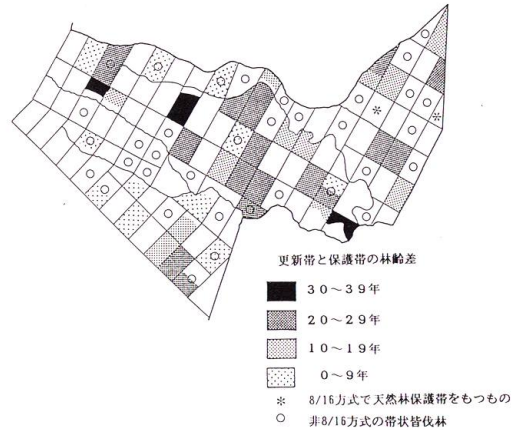 更新帯と保護帯の林齢差
３０～３９年
２０～２９年
１０～１９年
０～９年
＊ 8/16方式で天然林保護帯をもつもの
○ 非8/16方式の帯状皆伐林